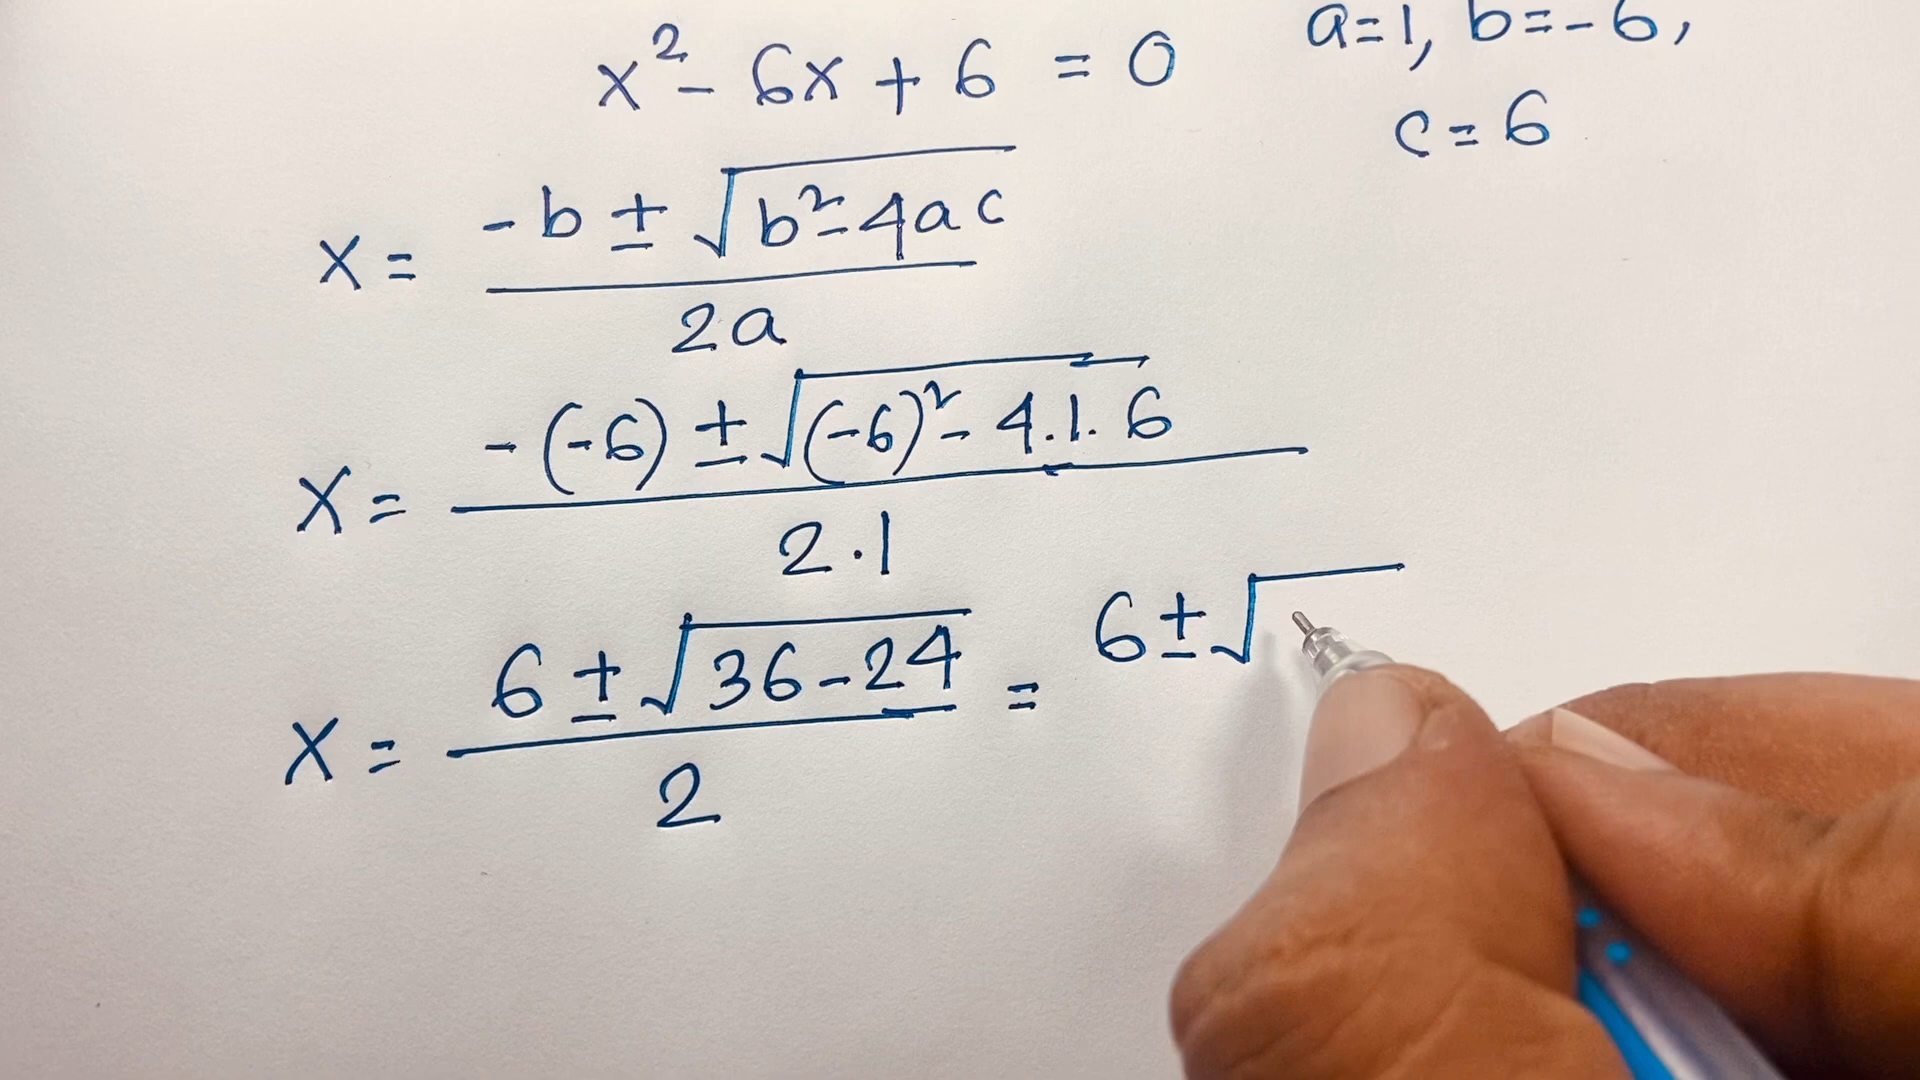 x² - 6x + 6 = 0
a=1, b=-6,
c=6
x = (-b ± √(b²-4ac)) / 2a
x = (-(-6) ± √((-6)²-4.1.6)) / 2.1
x = (6 ± √(36-24)) / 2 = 6 ± √